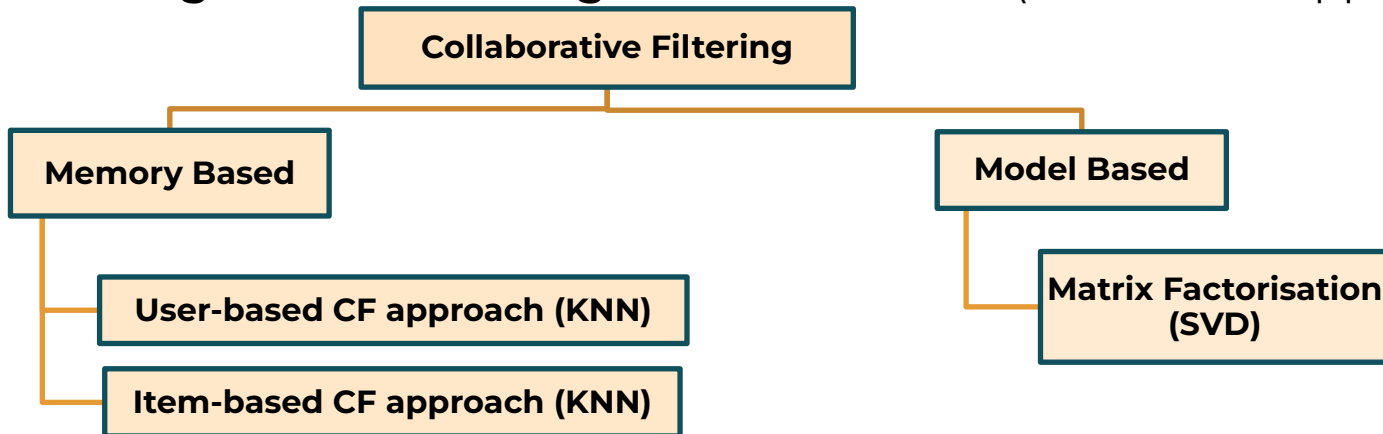 Collaborative Filtering
Memory Based
Model Based
User-based CF approach (KNN)
Matrix Factorisation
(SVD)
Item-based CF approach (KNN)